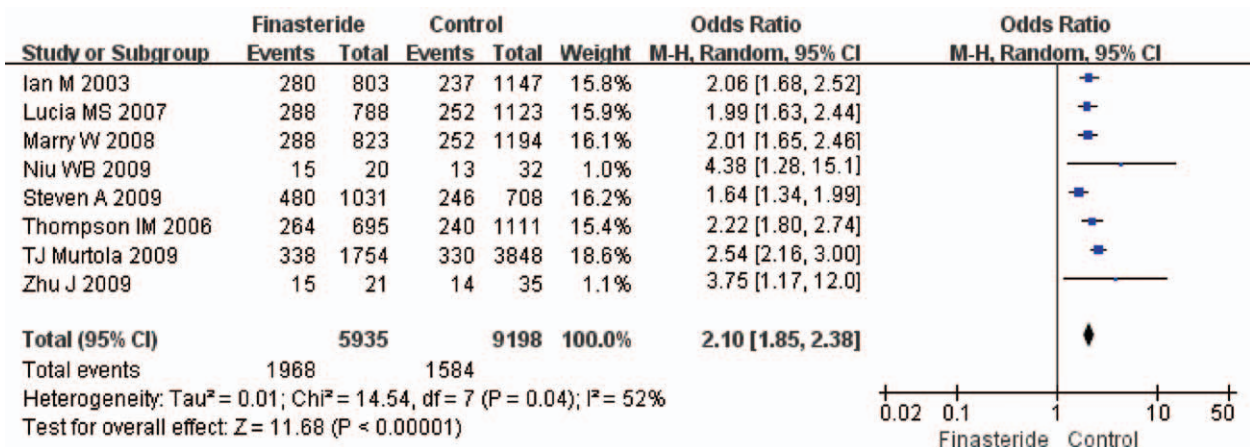 Finasteride Control Odds Ratio Odds Ratio
Study or Subgroup Events Total Events Total Weight M-H, Random, 95% CI M-H, Random, 95% CI
Ian M 2003 280 803 237 1147 15.8% 2.06 [1.68, 2.52]
Lucia MS 2007 288 788 252 1123 15.9% 1.99 [1.63, 2.44]
Marry W 2008 288 823 252 1194 16.1% 2.01 [1.65, 2.46]
Niu WB 2009 15 20 13 32 1.0% 4.38 [1.28, 15.1]
Steven A 2009 480 1031 246 708 16.2% 1.64 [1.34, 1.99]
Thompson IM 2006 264 695 240 1111 15.4% 2.22 [1.80, 2.74]
TJ Murtola 2009 338 1754 330 3848 18.6% 2.54 [2.16, 3.00]
Zhu J 2009 15 21 14 35 1.1% 3.75 [1.17, 12.0]
Total (95% CI) 5935 9198 100.0% 2.10 [1.85, 2.38]
Total events 1968 1584
Heterogeneity: Tau² = 0.01; Chi² = 14.54, df = 7 (P = 0.04); I² = 52%
Test for overall effect: Z = 11.68 (P < 0.00001)
0.02 0.1 1 10 50
Finasteride Control